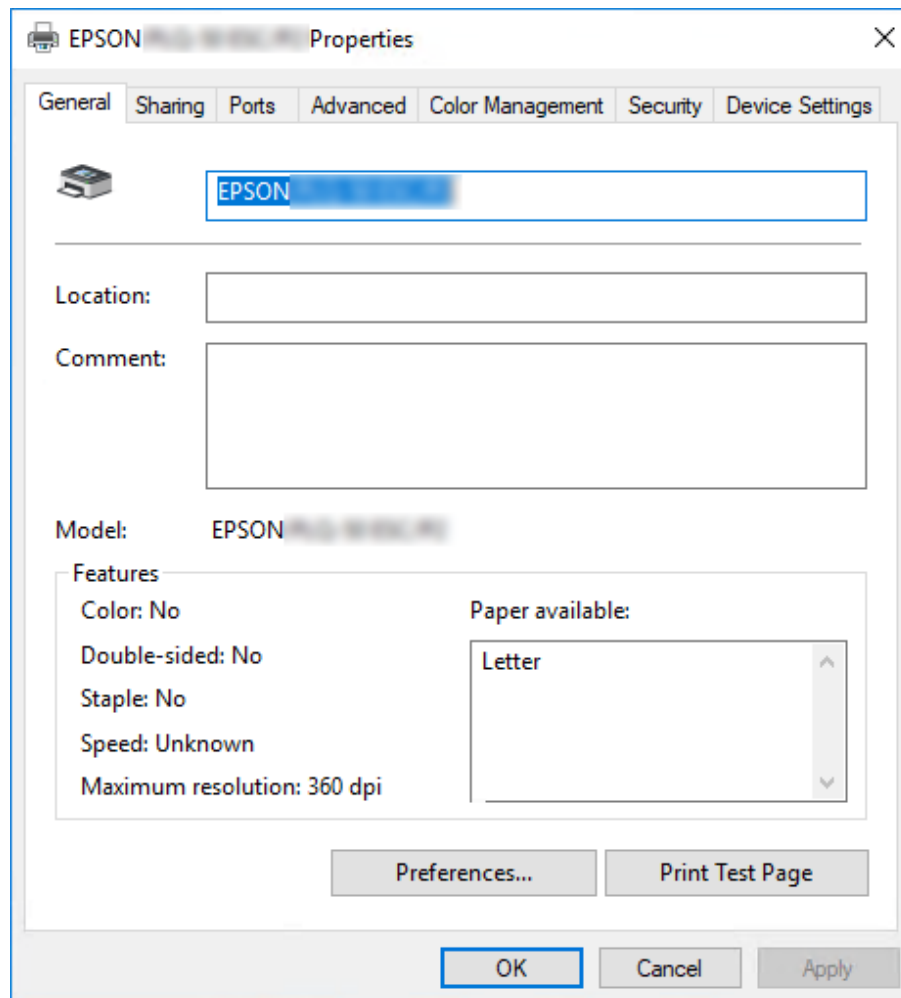 EPSON Properties
General Sharing Ports Advanced Color Management Security Device Settings
EPSON
Location:
Comment:
Model: EPSON
Features
Color: No
Double-sided: No
Staple: No
Speed: Unknown
Maximum resolution: 360 dpi
Paper available:
Letter
Preferences... Print Test Page
OK Cancel Apply